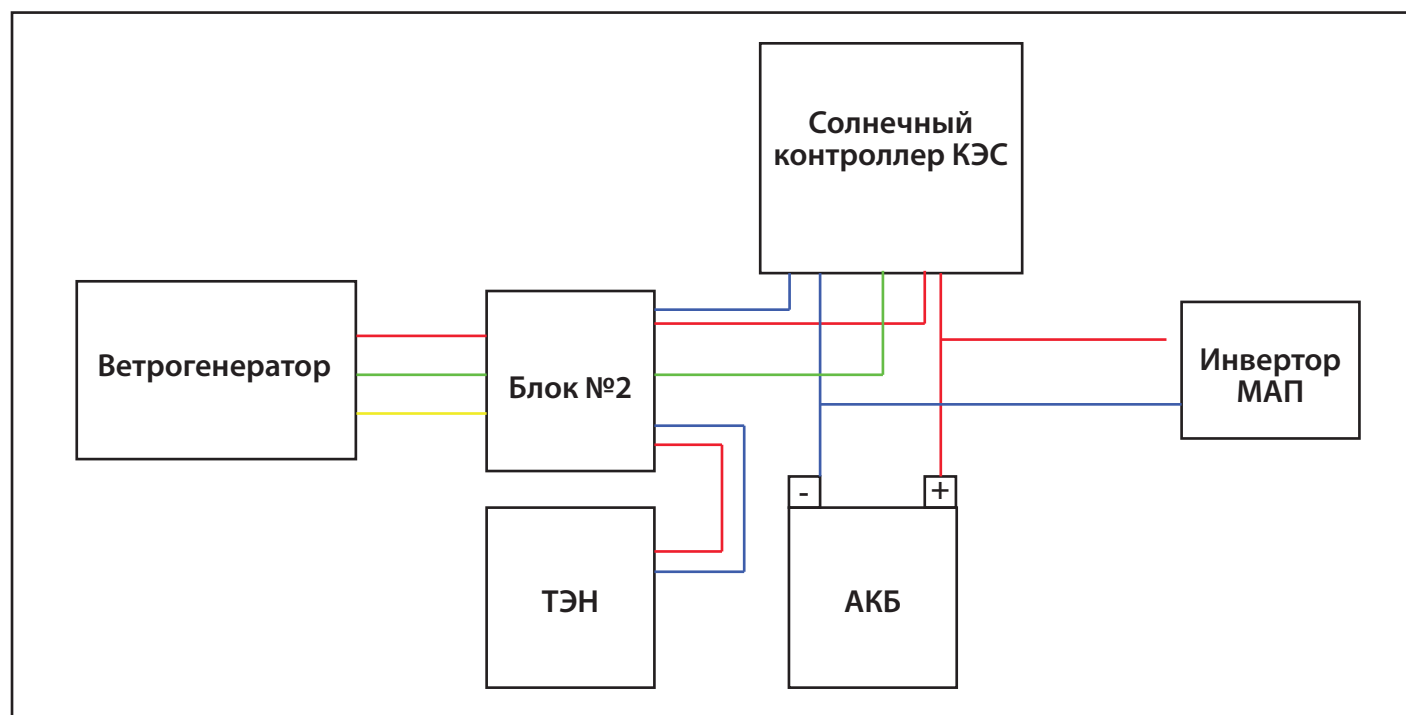 Солнечный
контроллер КЭС
Ветрогенератор
Блок №2
Инвертор
МАП
- +
ТЭН
АКБ